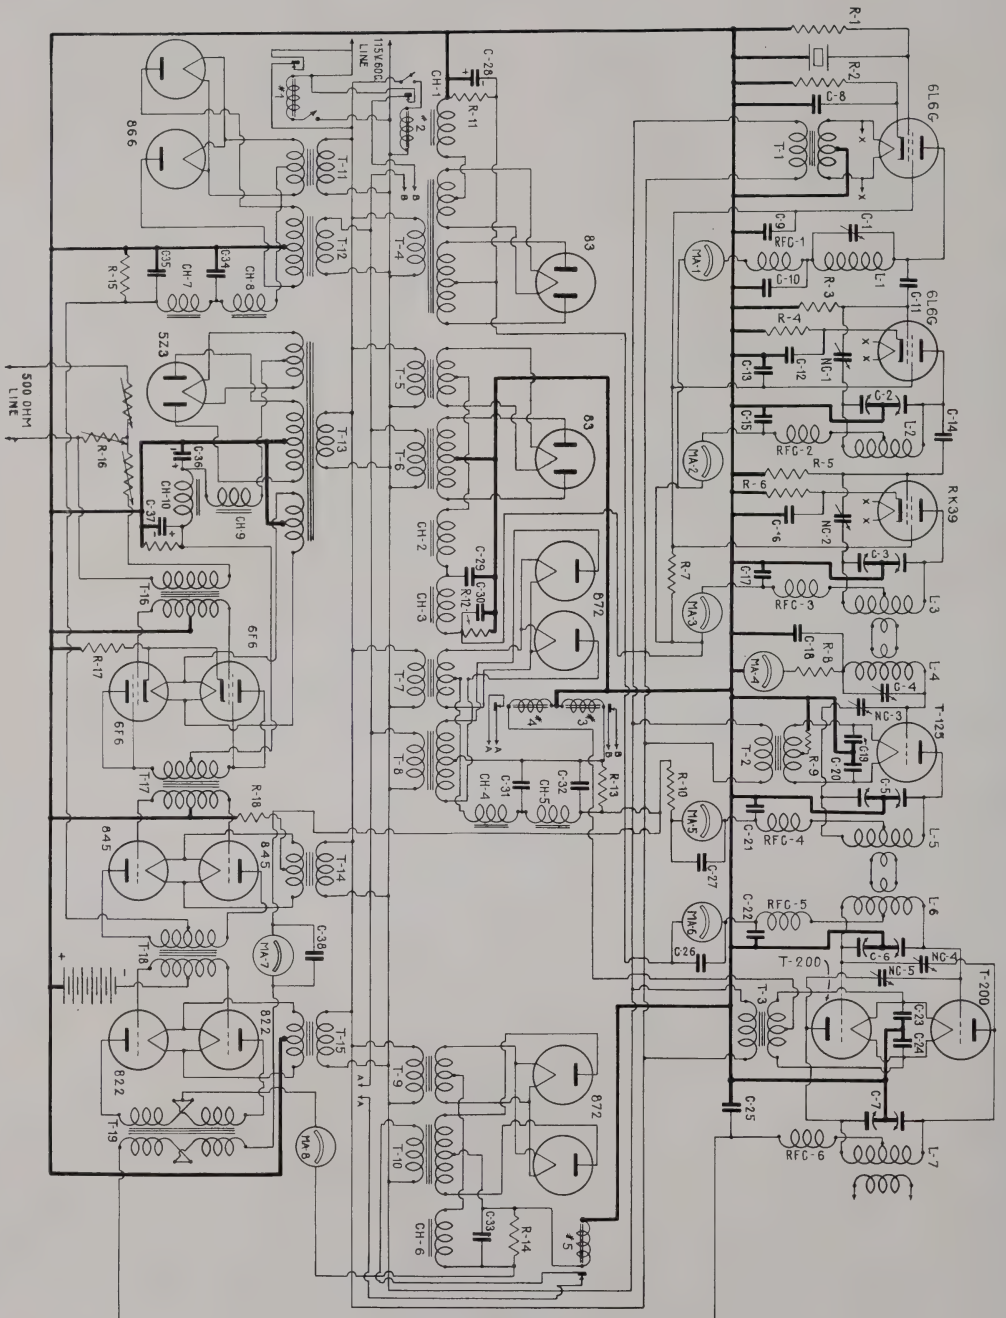 R-1
R-2
6L6G
C-8
T-1
X
X
C-1
C-9
RFC-1
MA-1
C-10
L-1
C-11
R-3
6L6G
R-4
X
X
NC-1
C-12
C-13
C-2
L-2
C-14
C-15
RFC-2
MA-2
R-5
R-6
RK39
X
X
C-16
NC-2
C-3
C-17
RFC-3
L-3
R-7
MA-3
C-18
R-8
MA-4
L-4
C-4
NC-3
T-125
T-2
R-9
C-19
C-20
C-5
L-5
C-21
RFC-4
R-10
MA-5
C-27
L-6
RFC-5
C-22
MA-6
C-26
C-6
NC-4
NC-5
T-200
T-200
T-3
C-23
C-24
C-7
C-25
RFC-6
L-7
115V.60C.
LINE
#1
#2
B
B
C-28
+
-
CH-1
R-11
T-4
83
T-5
T-6
83
CH-2
C-29
C-30
R-12
CH-3
872
T-7
T-8
#4
#3
A
A
B
B
C-31
CH-4
C-32
CH-5
R-13
A
A
T-9
T-10
872
C-33
CH-6
R-14
#5
866
T-11
T-12
C35
C34
CH-7
CH-8
R-15
5Z3
T-13
500 OHM
LINE
R-16
C-36
-
+
CH-10
C-37
-
+
CH-9
T-16
6F6
6F6
R-17
T-17
R-18
845
845
T-14
T-18
MA-7
C-38
+
-
822
822
T-15
T-19
MA-8